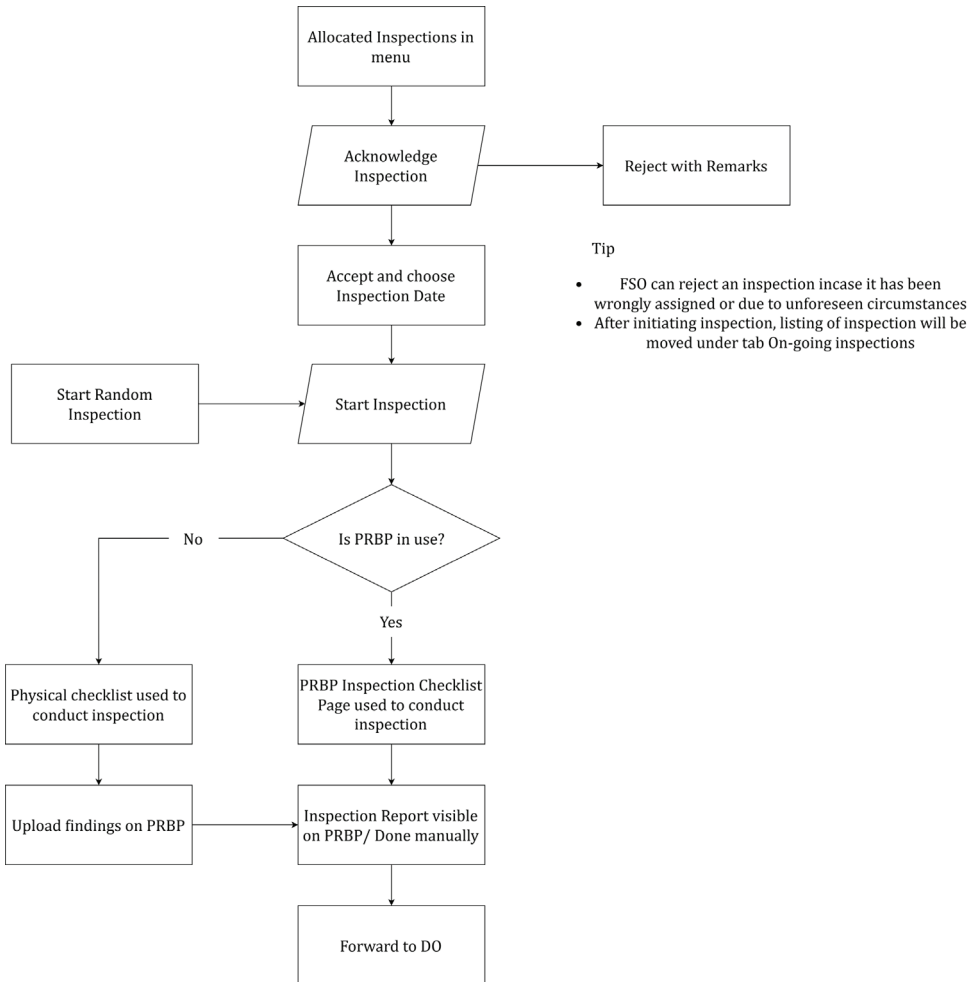 Allocated Inspections in
menu
Acknowledge
Inspection
Reject with Remarks
Accept and choose
Inspection Date
Tip
• FSO can reject an inspection incase it has been
wrongly assigned or due to unforeseen circumstances
• After initiating inspection, listing of inspection will be
moved under tab On-going inspections
Start Random
Inspection
Start Inspection
Is PRBP in use?
No
Yes
Physical checklist used to
conduct inspection
PRBP Inspection Checklist
Page used to conduct
inspection
Upload findings on PRBP
Inspection Report visible
on PRBP/ Done manually
Forward to DO